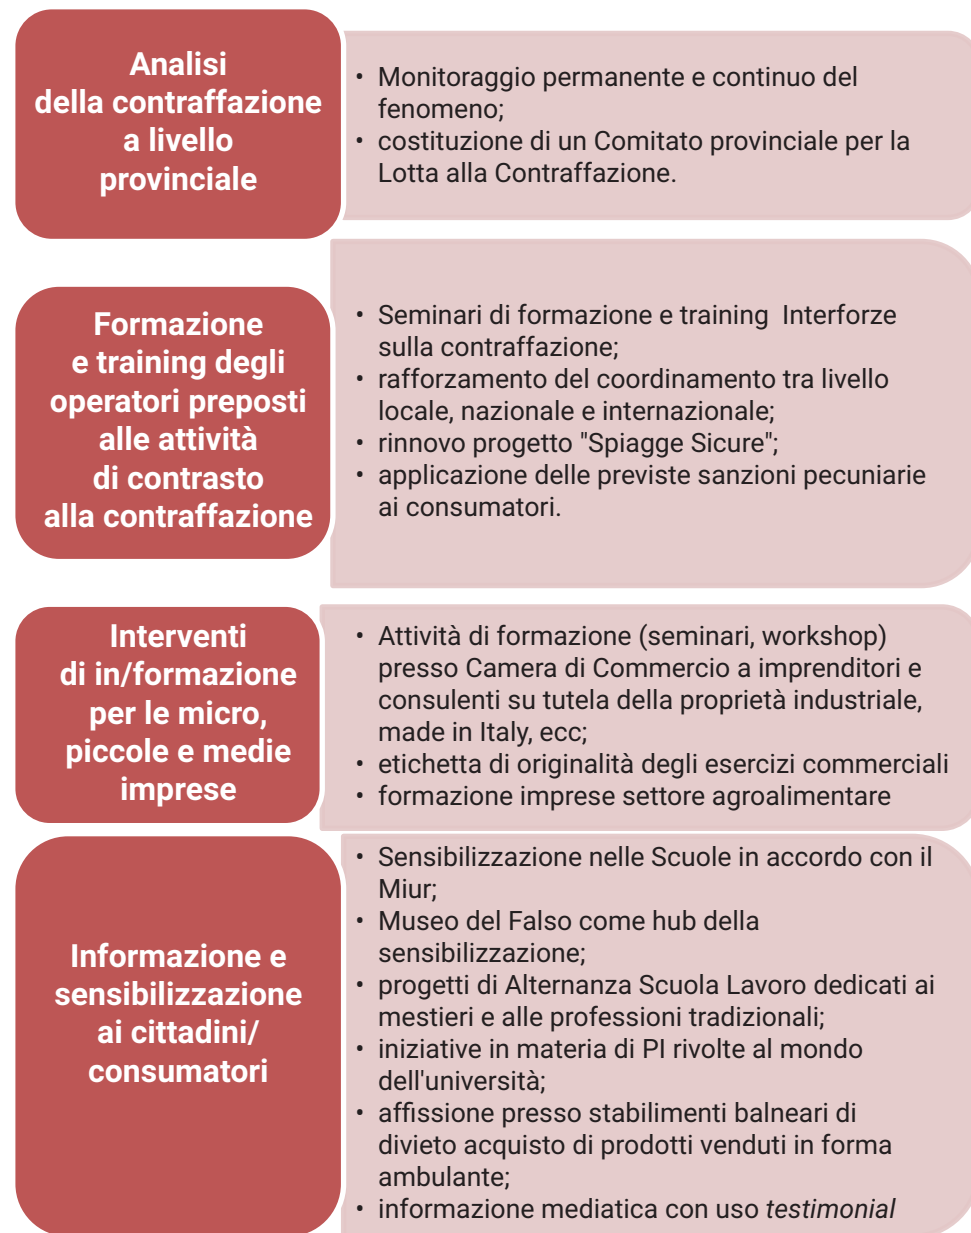 Analisi
della contraffazione
a livello
provinciale
• Monitoraggio permanente e continuo del
fenomeno;
• costituzione di un Comitato provinciale per la
Lotta alla Contraffazione.
Formazione
e training degli
operatori preposti
alle attività
di contrasto
alla contraffazione
• Seminari di formazione e training Interforze
sulla contraffazione;
• rafforzamento del coordinamento tra livello
locale, nazionale e internazionale;
• rinnovo progetto "Spiagge Sicure";
• applicazione delle previste sanzioni pecuniarie
ai consumatori.
Interventi
di in/formazione
per le micro,
piccole e medie
imprese
• Attività di formazione (seminari, workshop)
presso Camera di Commercio a imprenditori e
consulenti su tutela della proprietà industriale,
made in Italy, ecc;
• etichetta di originalità degli esercizi commerciali
• formazione imprese settore agroalimentare
Informazione e
sensibilizzazione
ai cittadini/
consumatori
• Sensibilizzazione nelle Scuole in accordo con il
Miur;
• Museo del Falso come hub della
sensibilizzazione;
• progetti di Alternanza Scuola Lavoro dedicati ai
mestieri e alle professioni tradizionali;
• iniziative in materia di PI rivolte al mondo
dell'università;
• affissione presso stabilimenti balneari di
divieto acquisto di prodotti venduti in forma
ambulante;
• informazione mediatica con uso testimonial